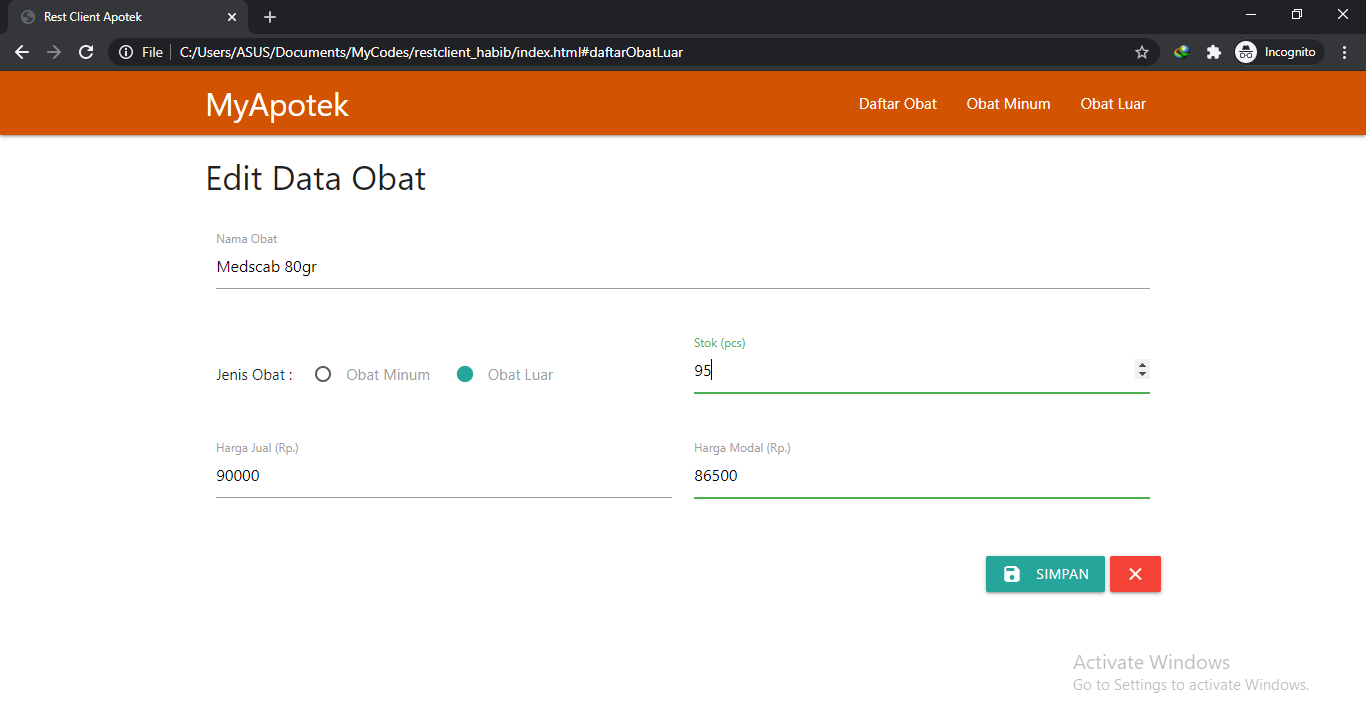 Rest Client Apotek
File C:/Users/ASUS/Documents/MyCodes/restclient_habib/index.html#daftarObatLuar Incognito
MyApotek Daftar Obat Obat Minum Obat Luar
Edit Data Obat
Nama Obat
Medscab 80gr
Stok (pcs)
95
Jenis Obat : Obat Minum Obat Luar
Harga Jual (Rp.) Harga Modal (Rp.)
90000 86500
SIMPAN
Activate Windows
Go to Settings to activate Windows.